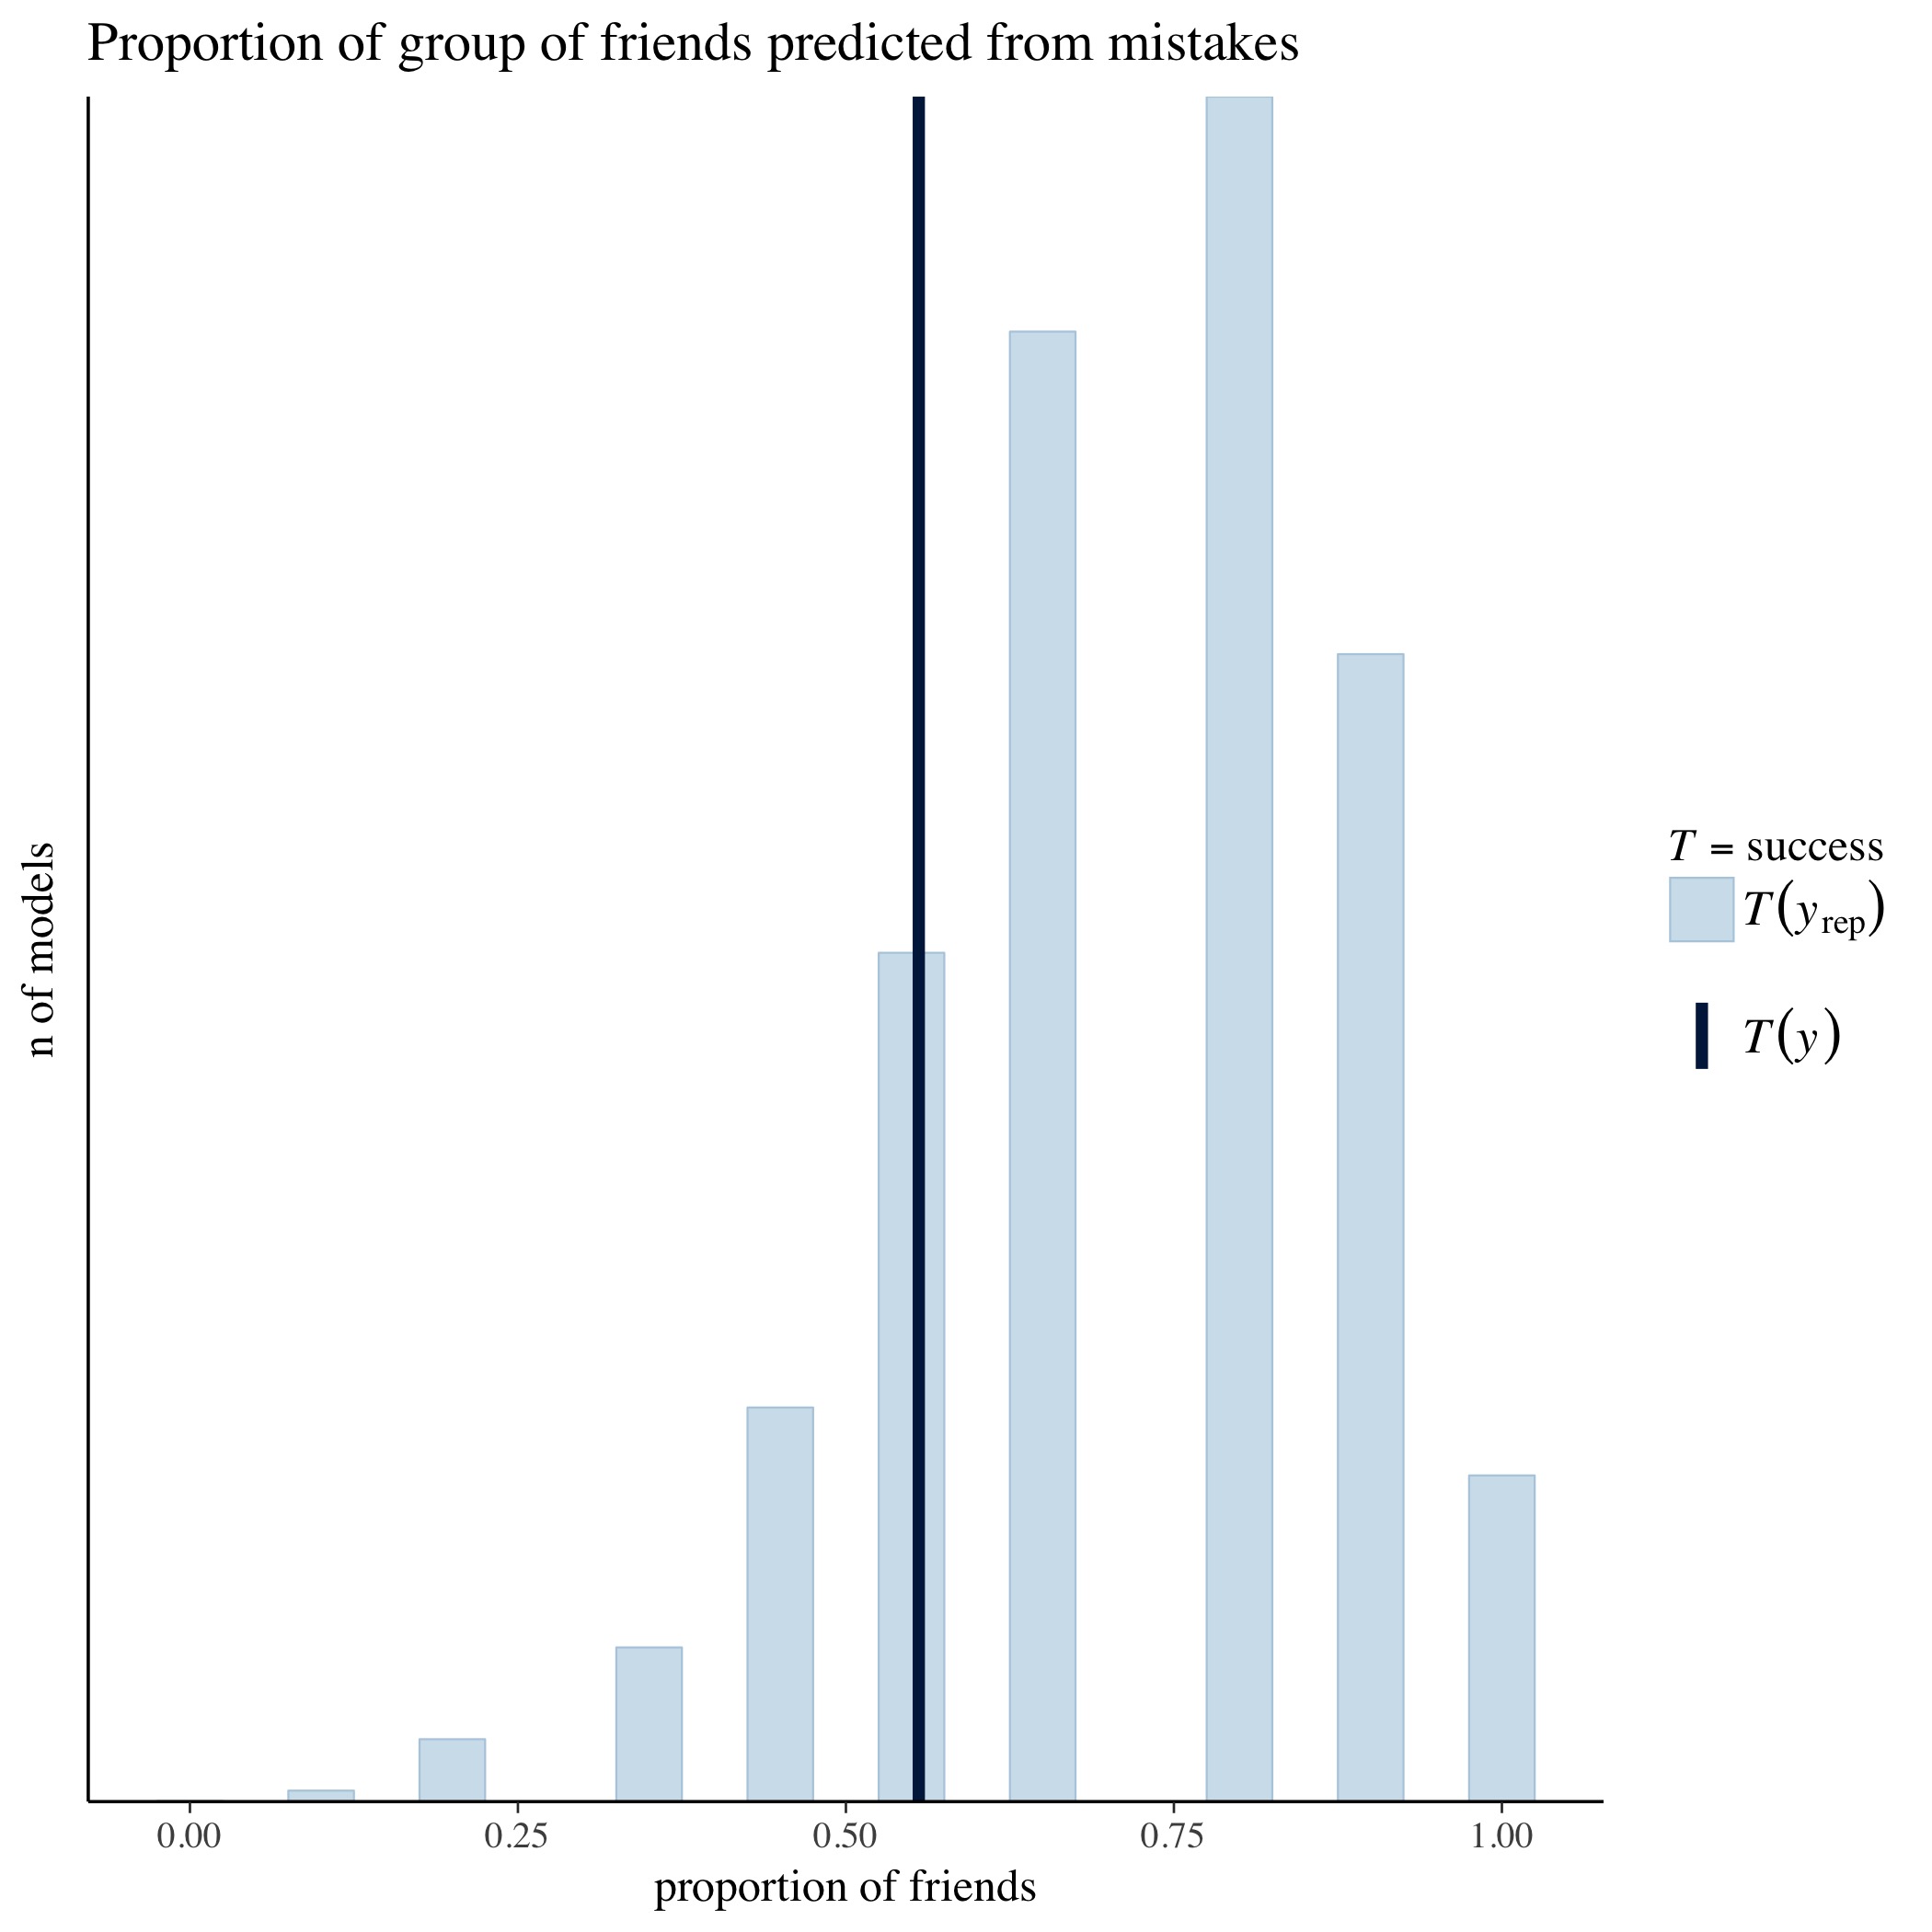 Proportion of group of friends predicted from mistakes
n of models
T = success
T(yrep)
T(y)
0.00 0.25 0.50 0.75 1.00
proportion of friends